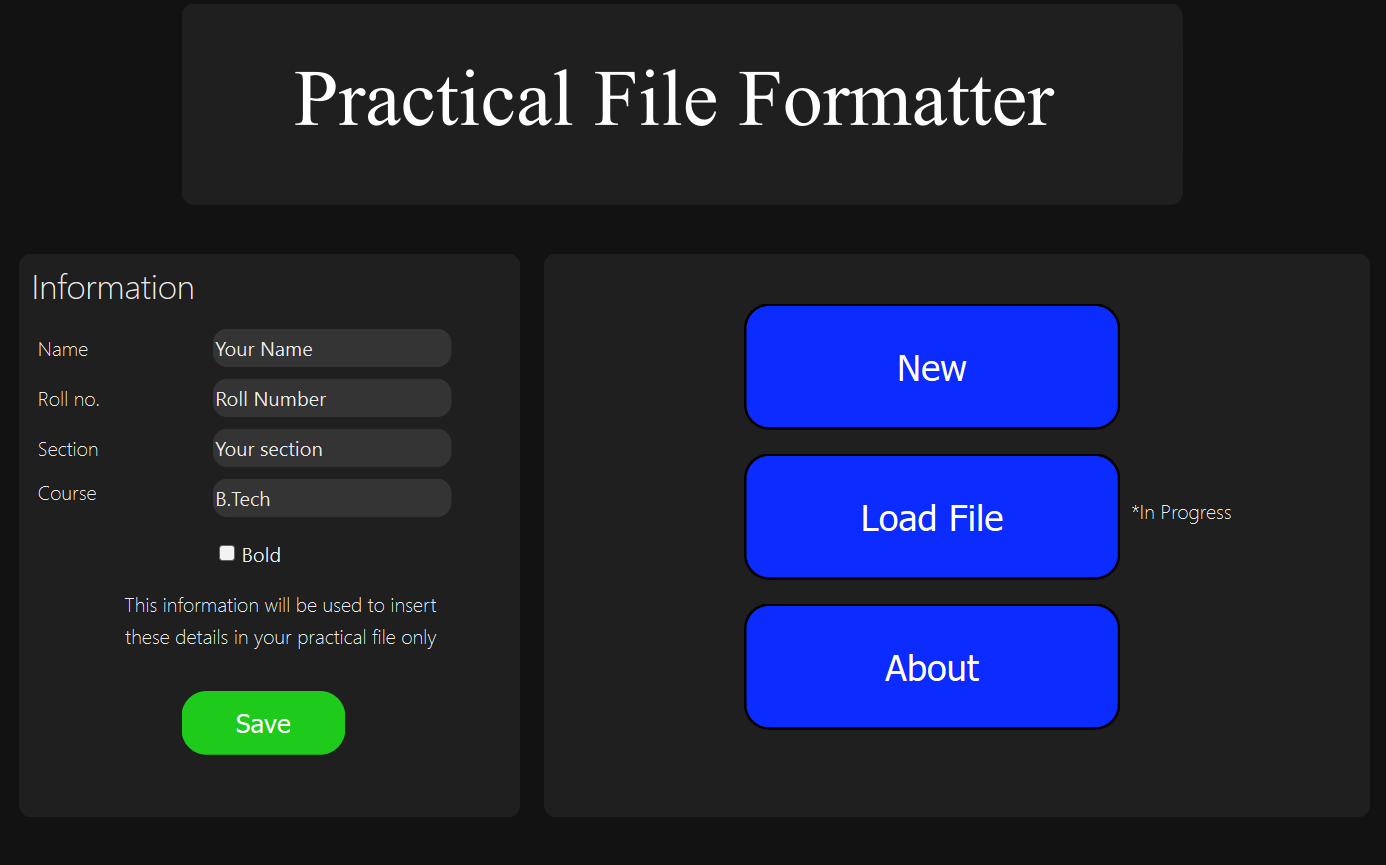 Practical File Formatter
Information
Name
Your Name
Roll no.
Roll Number
Section
Your section
Course
B.Tech
Bold
This information will be used to insert
these details in your practical file only
Save
New
Load File
*In Progress
About